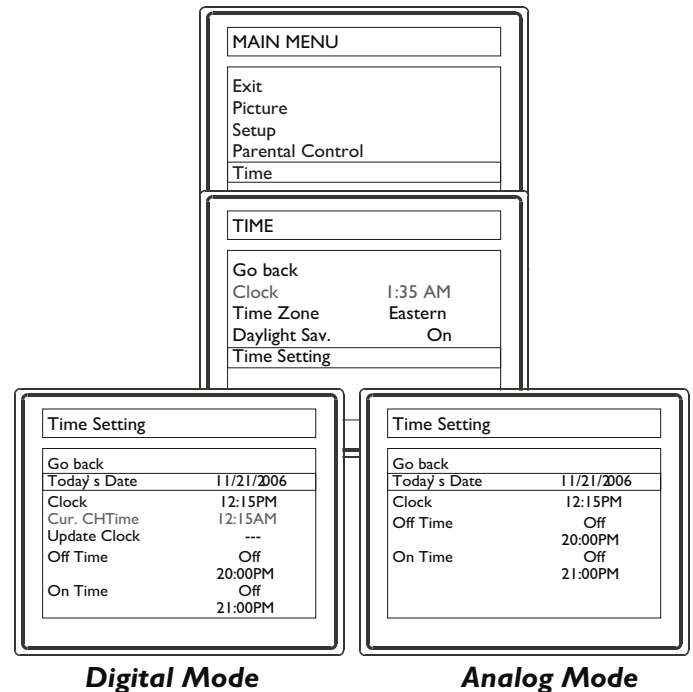 MAIN MENU
Exit
Picture
Setup
Parental Control
Time
TIME
Go back
Clock 1:35 AM
Time Zone Eastern
Daylight Sav. On
Time Setting
Time Setting
Go back
Today's Date 11/21/2006
Clock 12:15PM
Cur. CHTime 12:15AM
Update Clock ---
Off Time Off
20:00PM
On Time Off
21:00PM
Digital Mode
Time Setting
Go back
Today's Date 11/21/2006
Clock 12:15PM
Off Time Off
20:00PM
On Time Off
21:00PM
Analog Mode